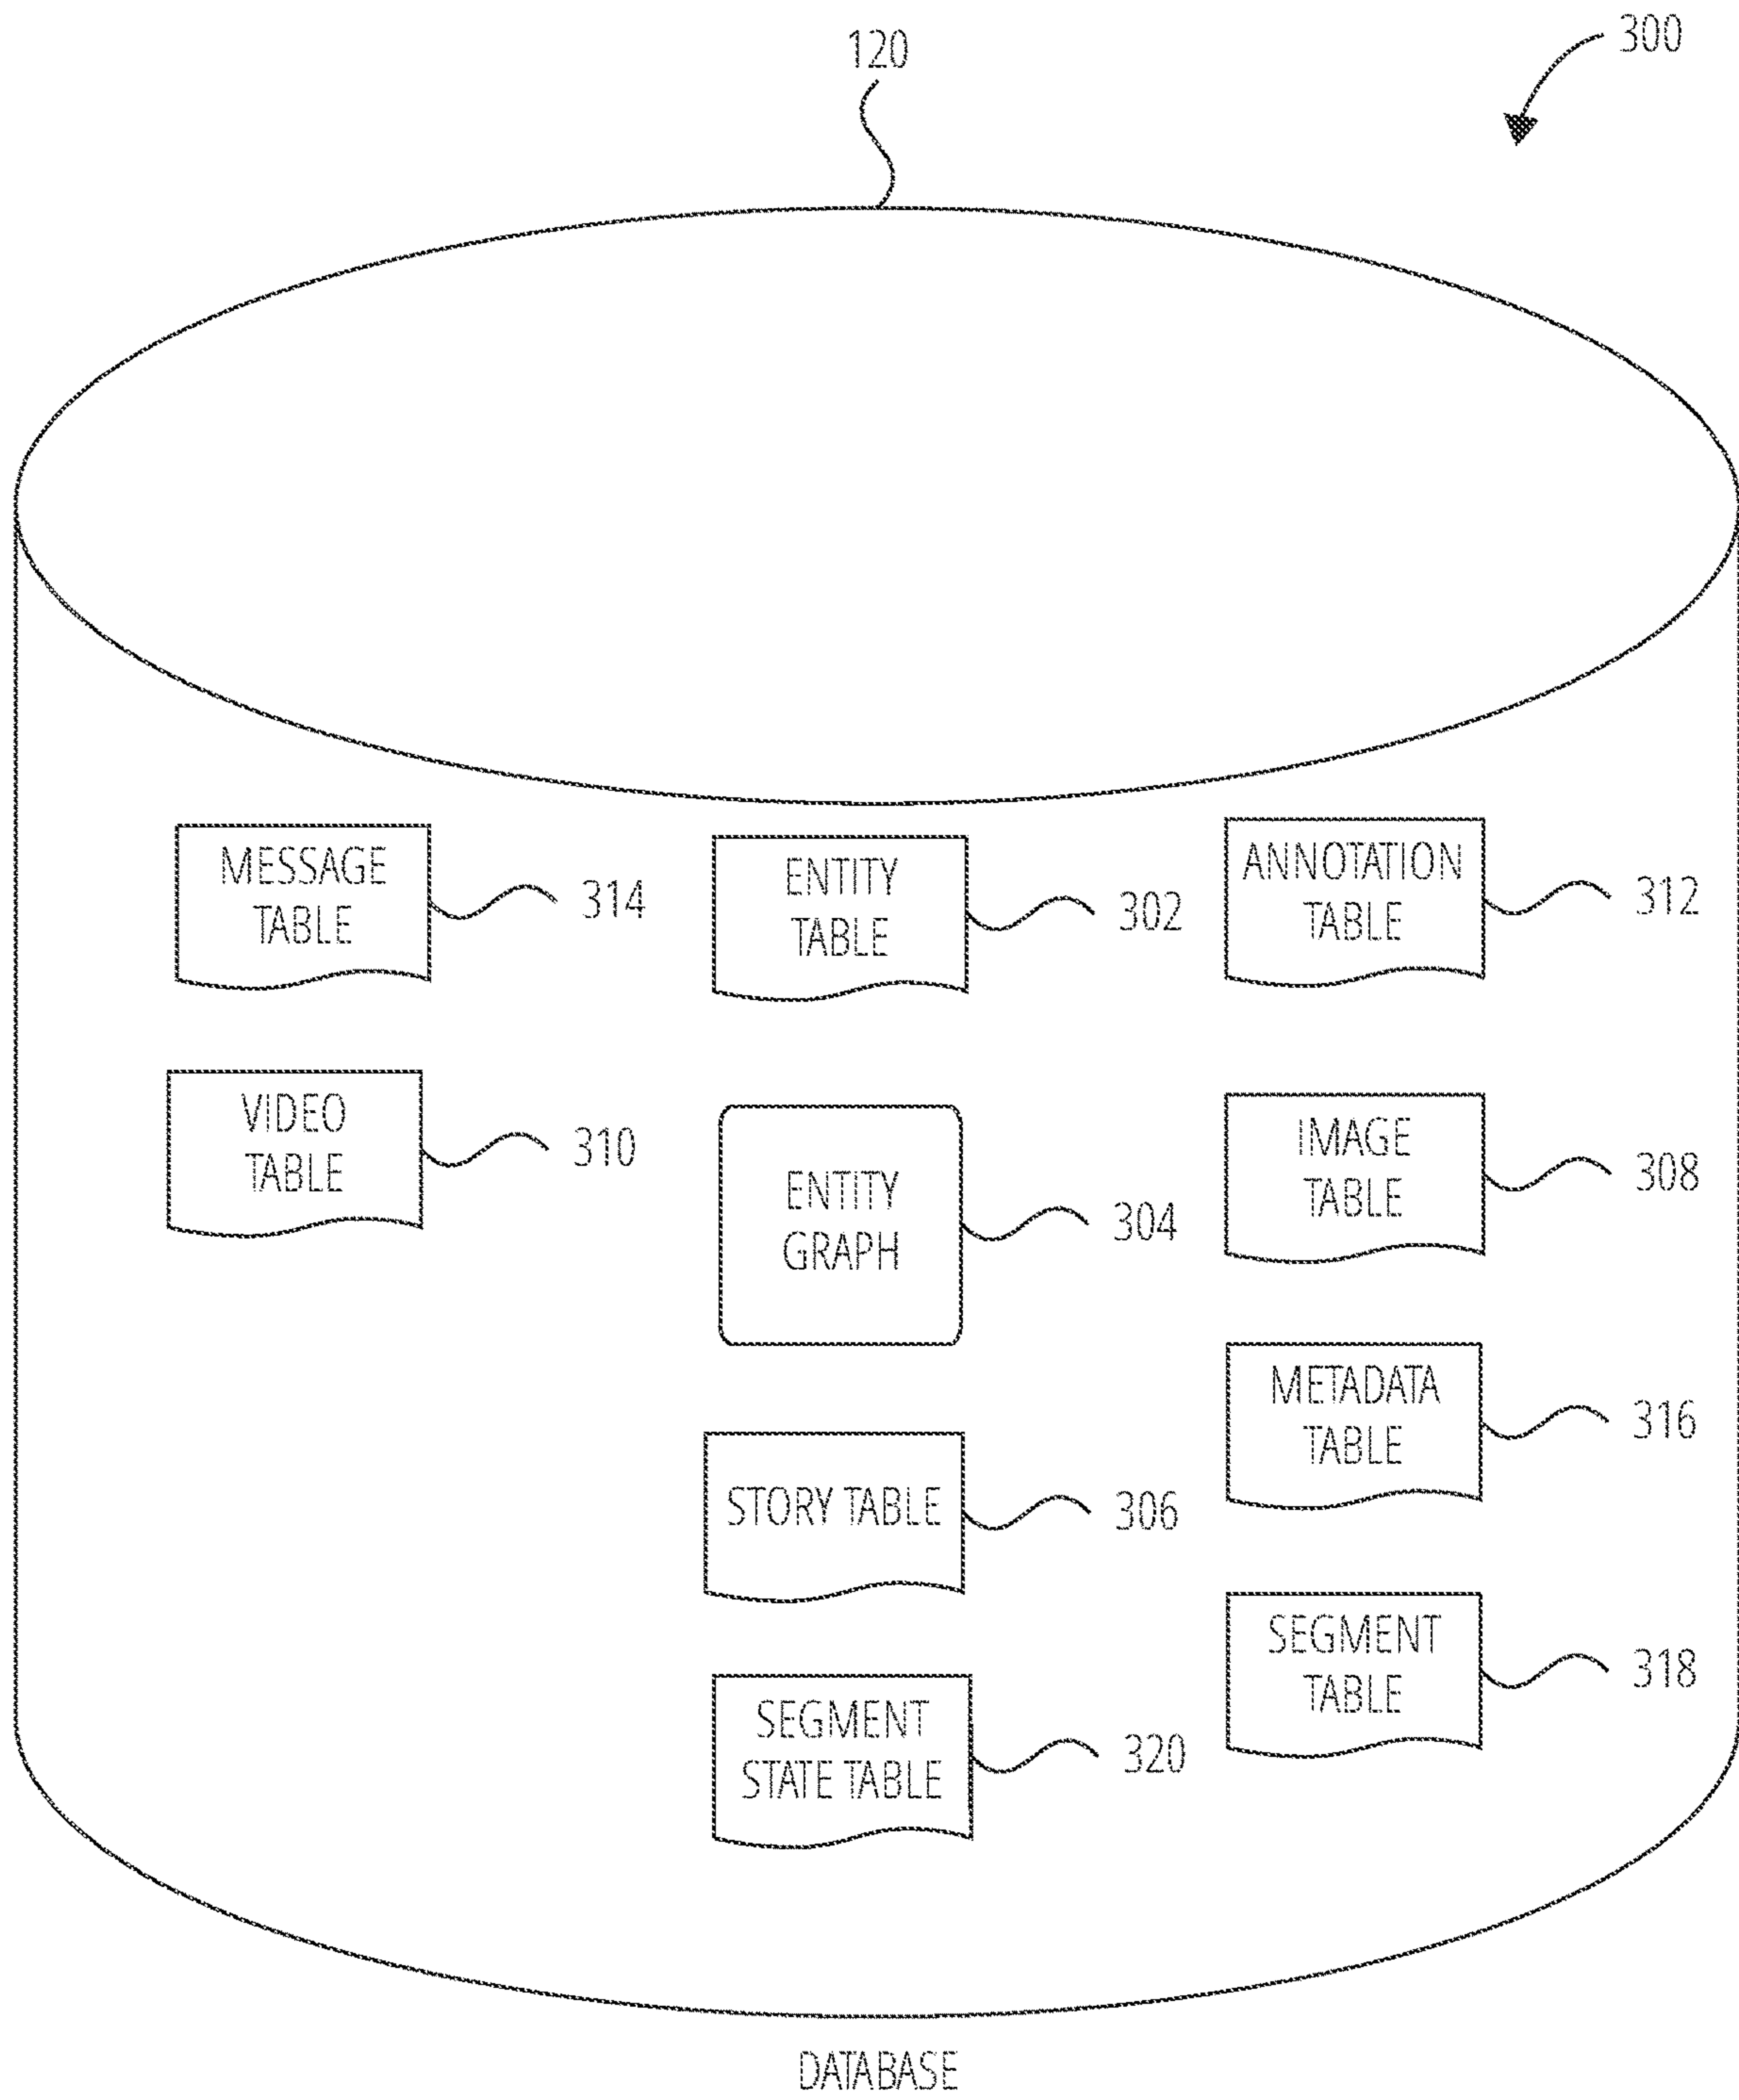 120
300
MESSAGE
TABLE
314
ENTITY
TABLE
302
ANNOTATION
TABLE
312
VIDEO
TABLE
310
ENTITY
GRAPH
304
IMAGE
TABLE
308
METADATA
TABLE
316
STORY TABLE
306
SEGMENT
TABLE
318
SEGMENT
STATE TABLE
320
DATABASE